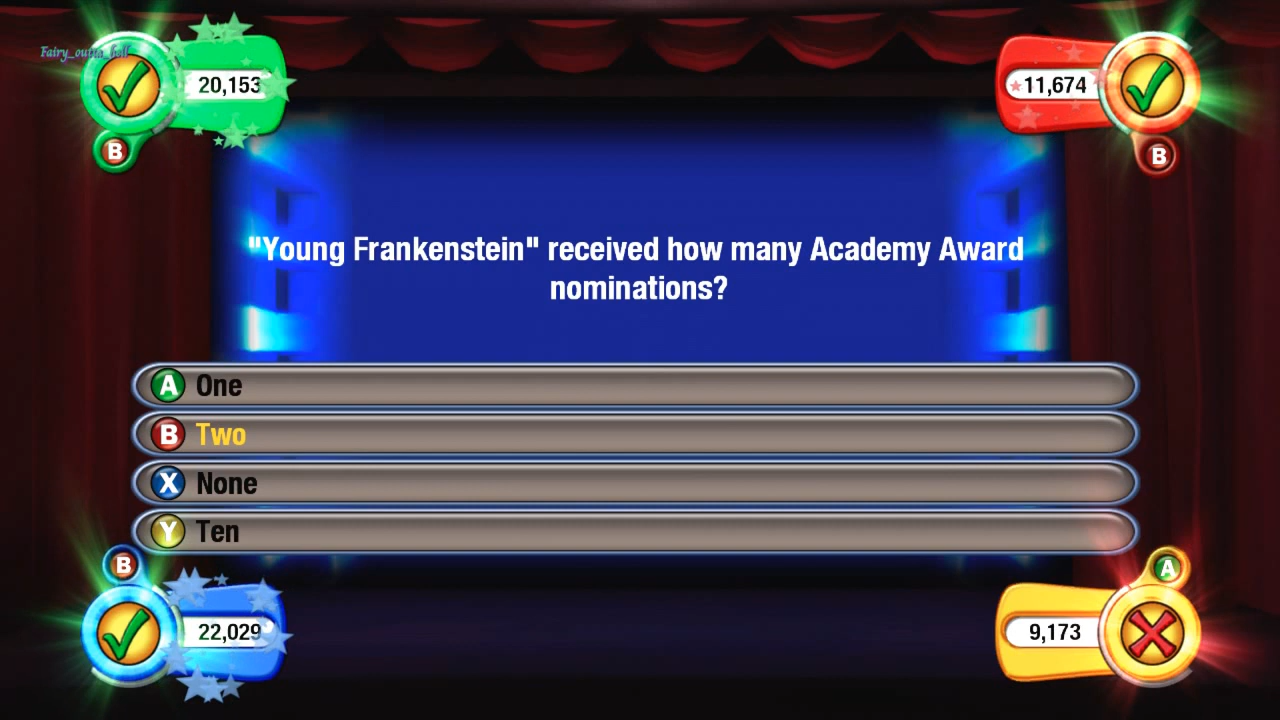 Fairy_outta_hell
20,153
B
11,674
B
"Young Frankenstein" received how many Academy Award
nominations?
A One
B Two
X None
Y Ten
B
22,029
A
9,173